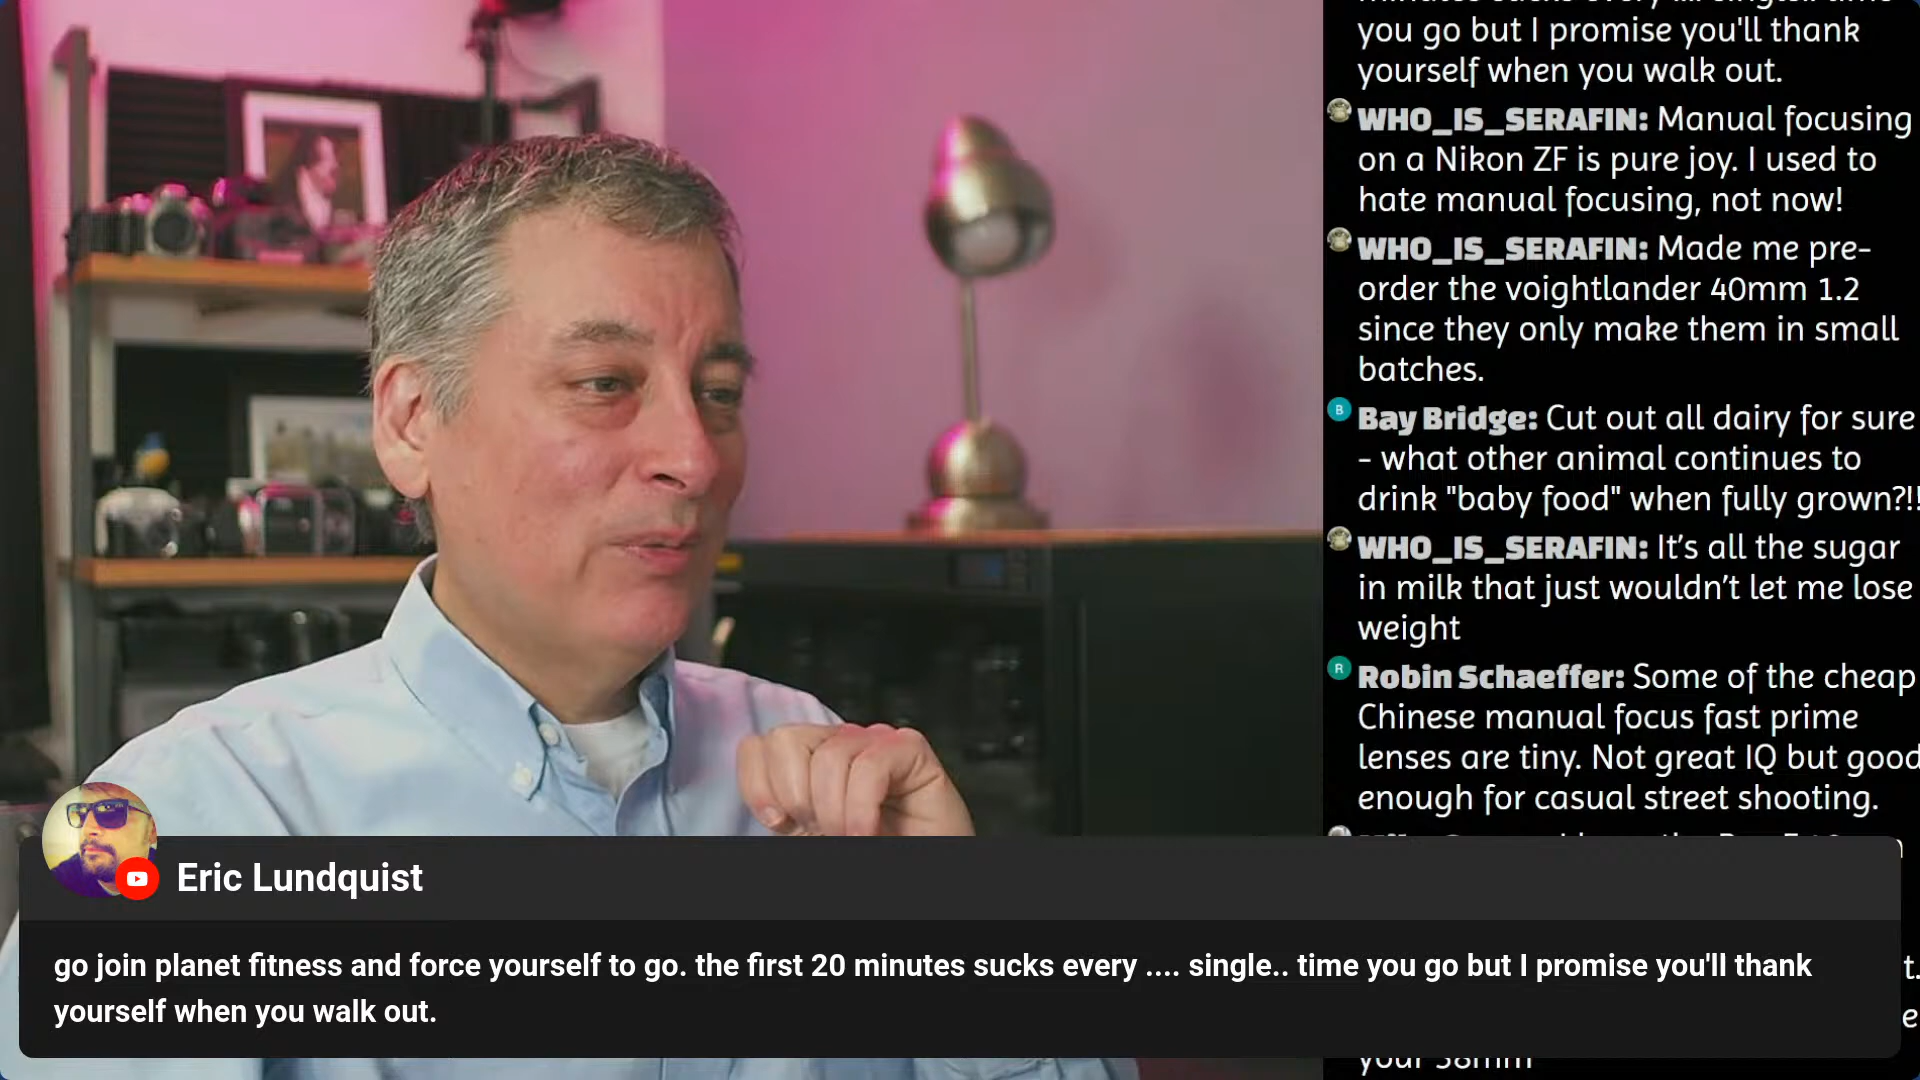 you go but I promise you'll thank
yourself when you walk out.
WHO_IS_SERAFIN: Manual focusing
on a Nikon ZF is pure joy. I used to
hate manual focusing, not now!
WHO_IS_SERAFIN: Made me pre-
order the voightlander 40mm 1.2
since they only make them in small
batches.
B
Bay Bridge: Cut out all dairy for sure
- what other animal continues to
drink "baby food" when fully grown?!!
WHO_IS_SERAFIN: It’s all the sugar
in milk that just wouldn’t let me lose
weight
R
Robin Schaeffer: Some of the cheap
Chinese manual focus fast prime
lenses are tiny. Not great IQ but good
enough for casual street shooting.
your
Eric Lundquist
go join planet fitness and force yourself to go. the first 20 minutes sucks every .... single.. time you go but I promise you'll thank
yourself when you walk out.